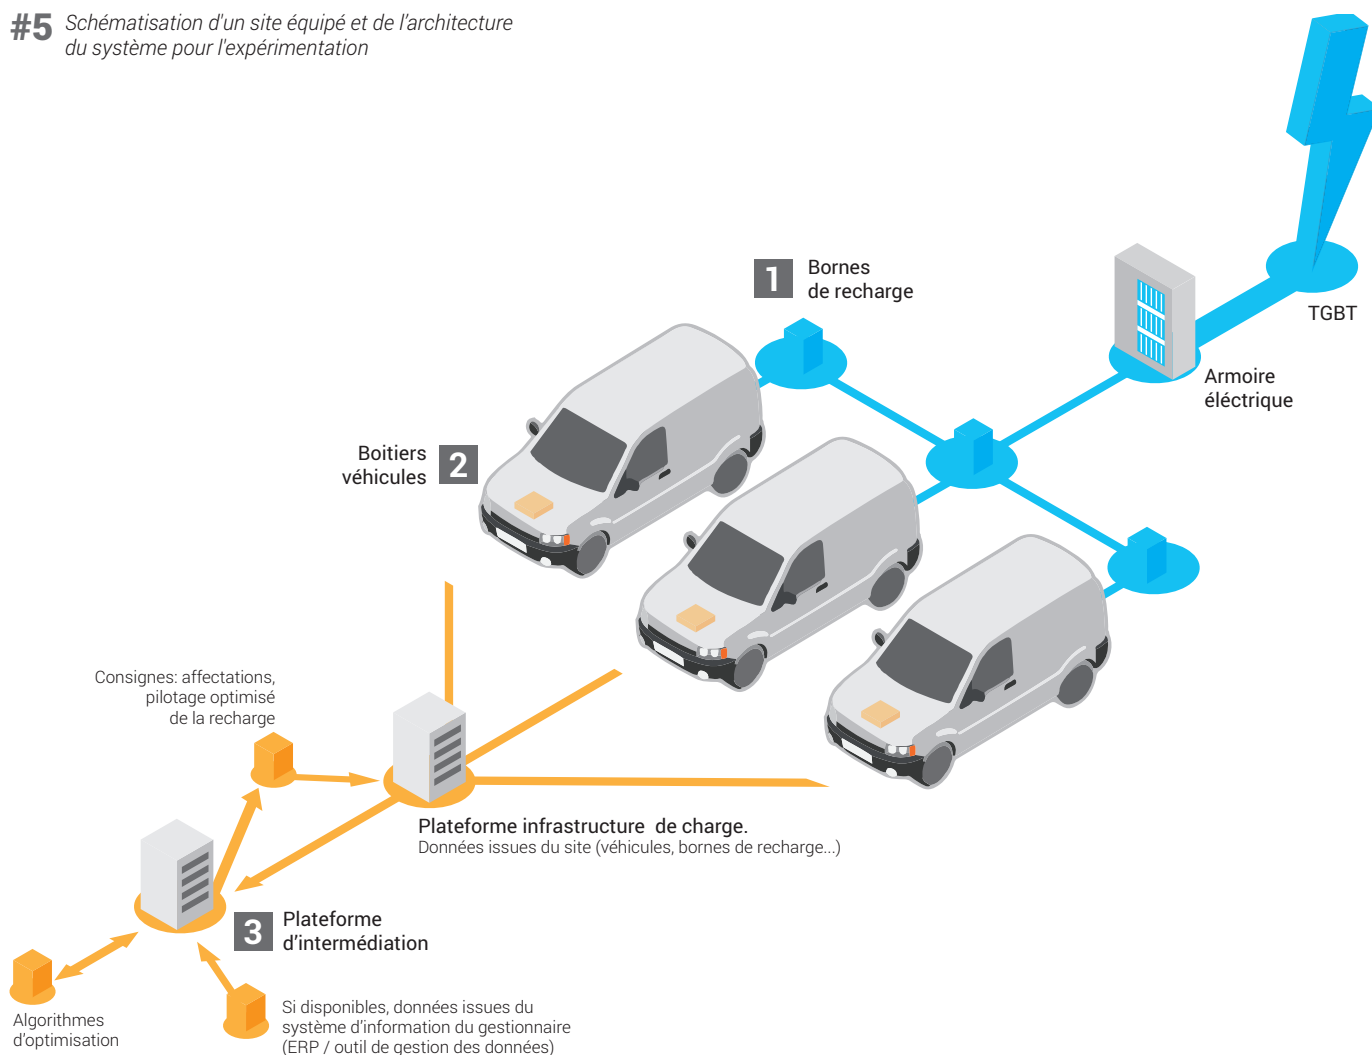 #5 Schématisation d'un site équipé et de l'architecture
du système pour l'expérimentation
1 Bornes
de recharge
TGBT
Armoire
éléctrique
Boitiers
véhicules 2
Consignes: affectations,
pilotage optimisé
de la recharge
Plateforme infrastructure de charge.
Données issues du site (véhicules, bornes de recharge...)
3 Plateforme
d'intermédiation
Algorithmes
d'optimisation
Si disponibles, données issues du
système d'information du gestionnaire
(ERP / outil de gestion des données)